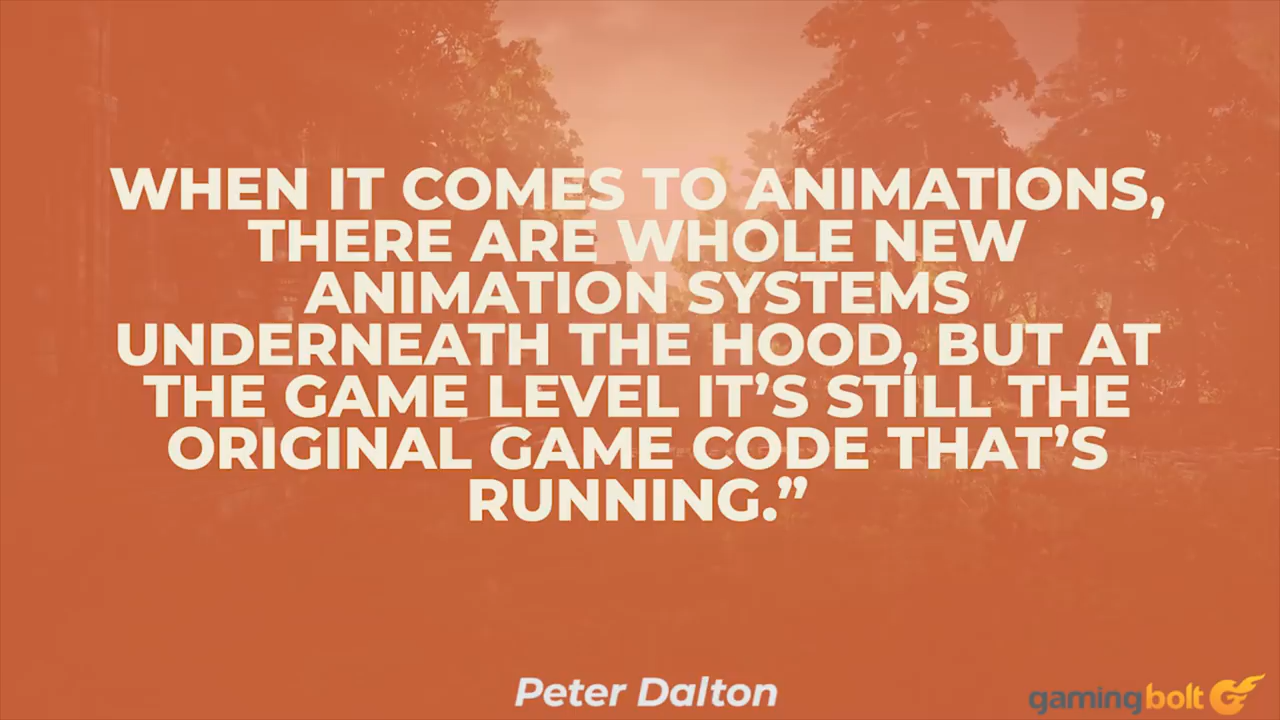 WHEN IT COMES TO ANIMATIONS,
THERE ARE WHOLE NEW
ANIMATION SYSTEMS
UNDERNEATH THE HOOD, BUT AT
THE GAME LEVEL IT’S STILL THE
ORIGINAL GAME CODE THAT’S
RUNNING.”
Peter Dalton
gamingbolt